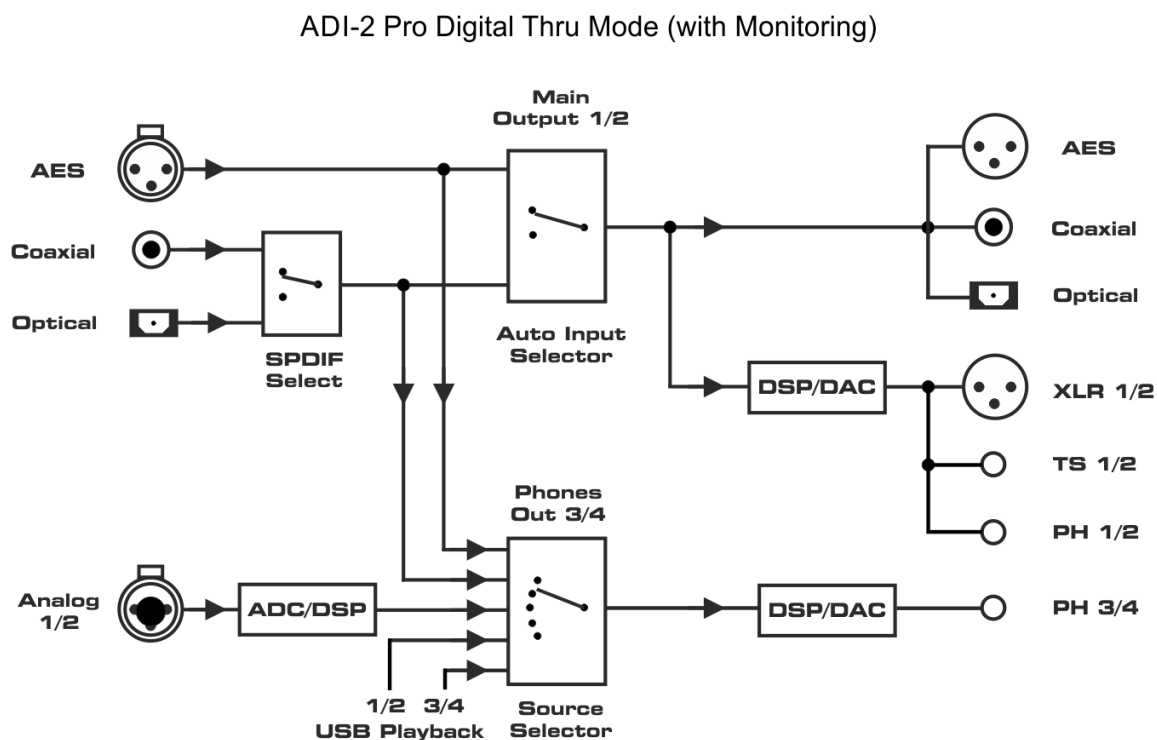 ADI-2 Pro Digital Thru Mode (with Monitoring)
Main
Output 1/2
AES
AES
Coaxial
Coaxial
Optical
Optical
SPDIF
Select
Auto Input
Selector
DSP/DAC
XLR 1/2
TS 1/2
Phones
Out 3/4
PH 1/2
Analog
1/2
ADC/DSP
DSP/DAC
PH 3/4
1/2 3/4
USB Playback
Source
Selector